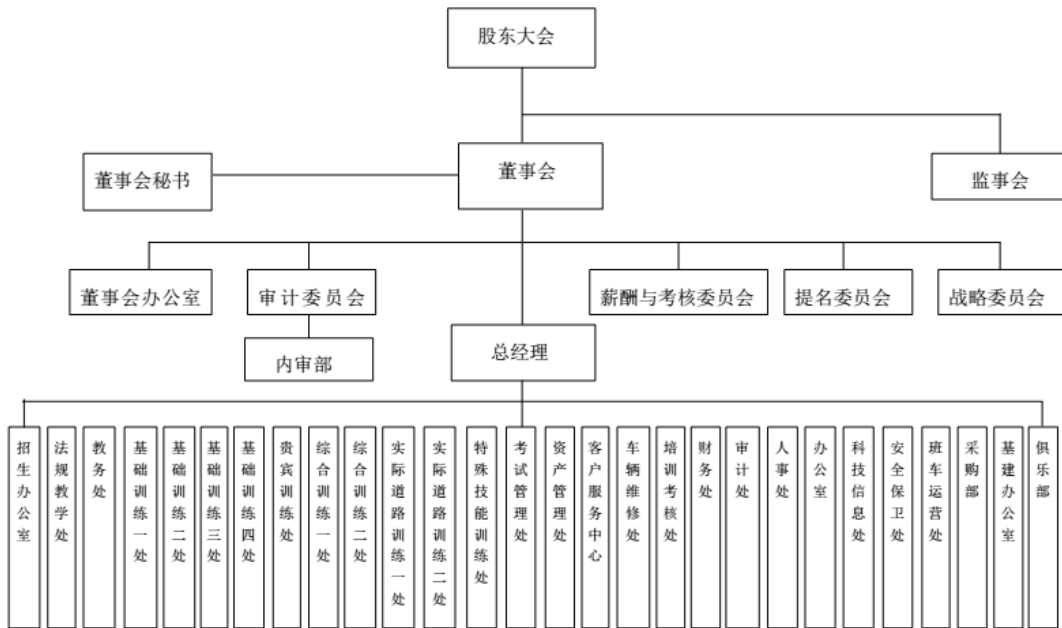 股东大会
董事会秘书
董事会
监事会
董事会办公室
审计委员会
薪酬与考核委员会
提名委员会
战略委员会
内审部
总经理
招生办公室
法规教学处
教务处
基础训练一处
基础训练二处
基础训练三处
基础训练四处
贵宾训练处
综合训练一处
综合训练二处
实际道路训练一处
实际道路训练二处
特殊技能训练处
考试管理处
资产管理处
客户服务中心
车辆维修处
培训考核处
财务处
审计处
人事处
办公室
科技信息处
安全保卫处
班车运营处
采购部
基建办公室
俱乐部